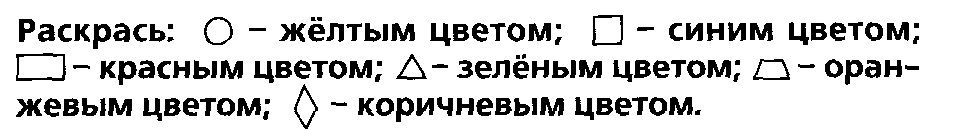 Раскрась: ○ – жёлтым цветом; □ – синим цветом;
▭ – красным цветом; △ – зелёным цветом; ⏢ – оран-
жевым цветом; ◊ – коричневым цветом.